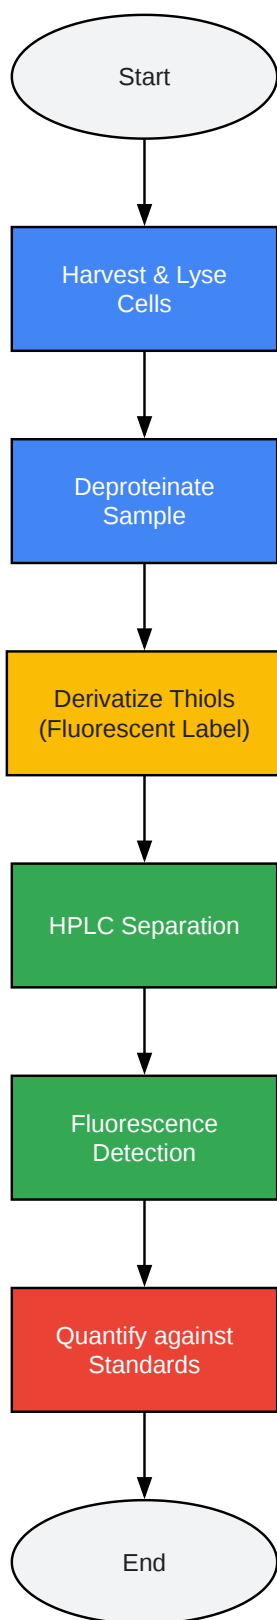 Start
Harvest & Lyse
Cells
Deproteinate
Sample
Derivatize Thiols
(Fluorescent Label)
HPLC Separation
Fluorescence
Detection
Quantify against
Standards
End